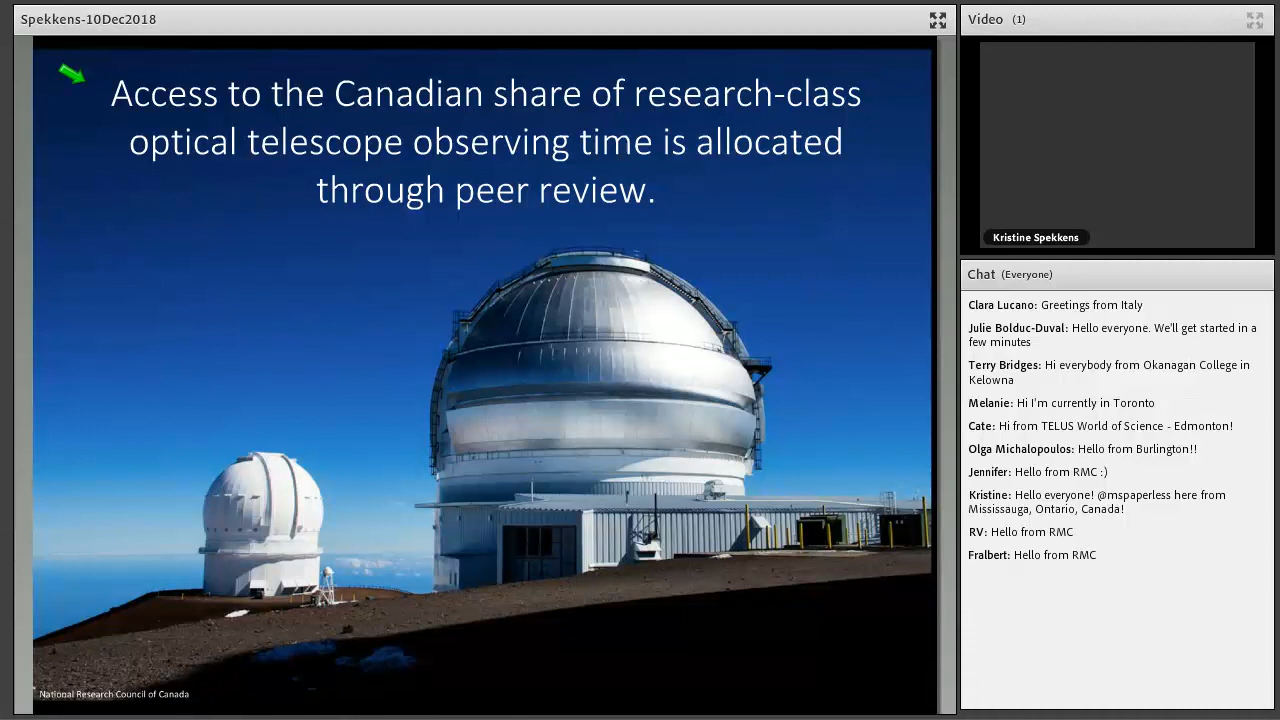 Spekkens-10Dec2018
Access to the Canadian share of research-class
optical telescope observing time is allocated
through peer review.
National Research Council of Canada
Video (1)
Kristine Spekkens
Chat (Everyone)
Clara Lucano: Greetings from Italy
Julie Bolduc-Duval: Hello everyone. We'll get started in a
few minutes
Terry Bridges: Hi everybody from Okanagan College in
Kelowna
Melanie: Hi I'm currently in Toronto
Cate: Hi from TELUS World of Science - Edmonton!
Olga Michalopoulos: Hello from Burlington!!
Jennifer: Hello from RMC :)
Kristine: Hello everyone! @mspaperless here from
Mississauga, Ontario, Canada!
RV: Hello from RMC
Fralbert: Hello from RMC